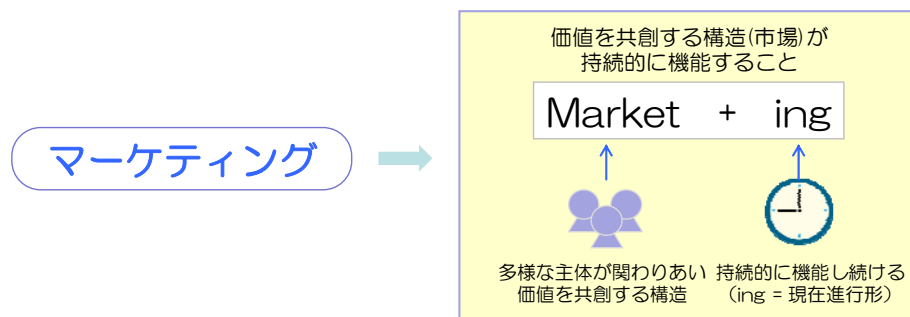 マーケティング
価値を共創する構造(市場)が
持続的に機能すること
Market + ing
多様な主体が関わりあい
価値を共創する構造
持続的に機能し続ける
(ing = 現在進行形)